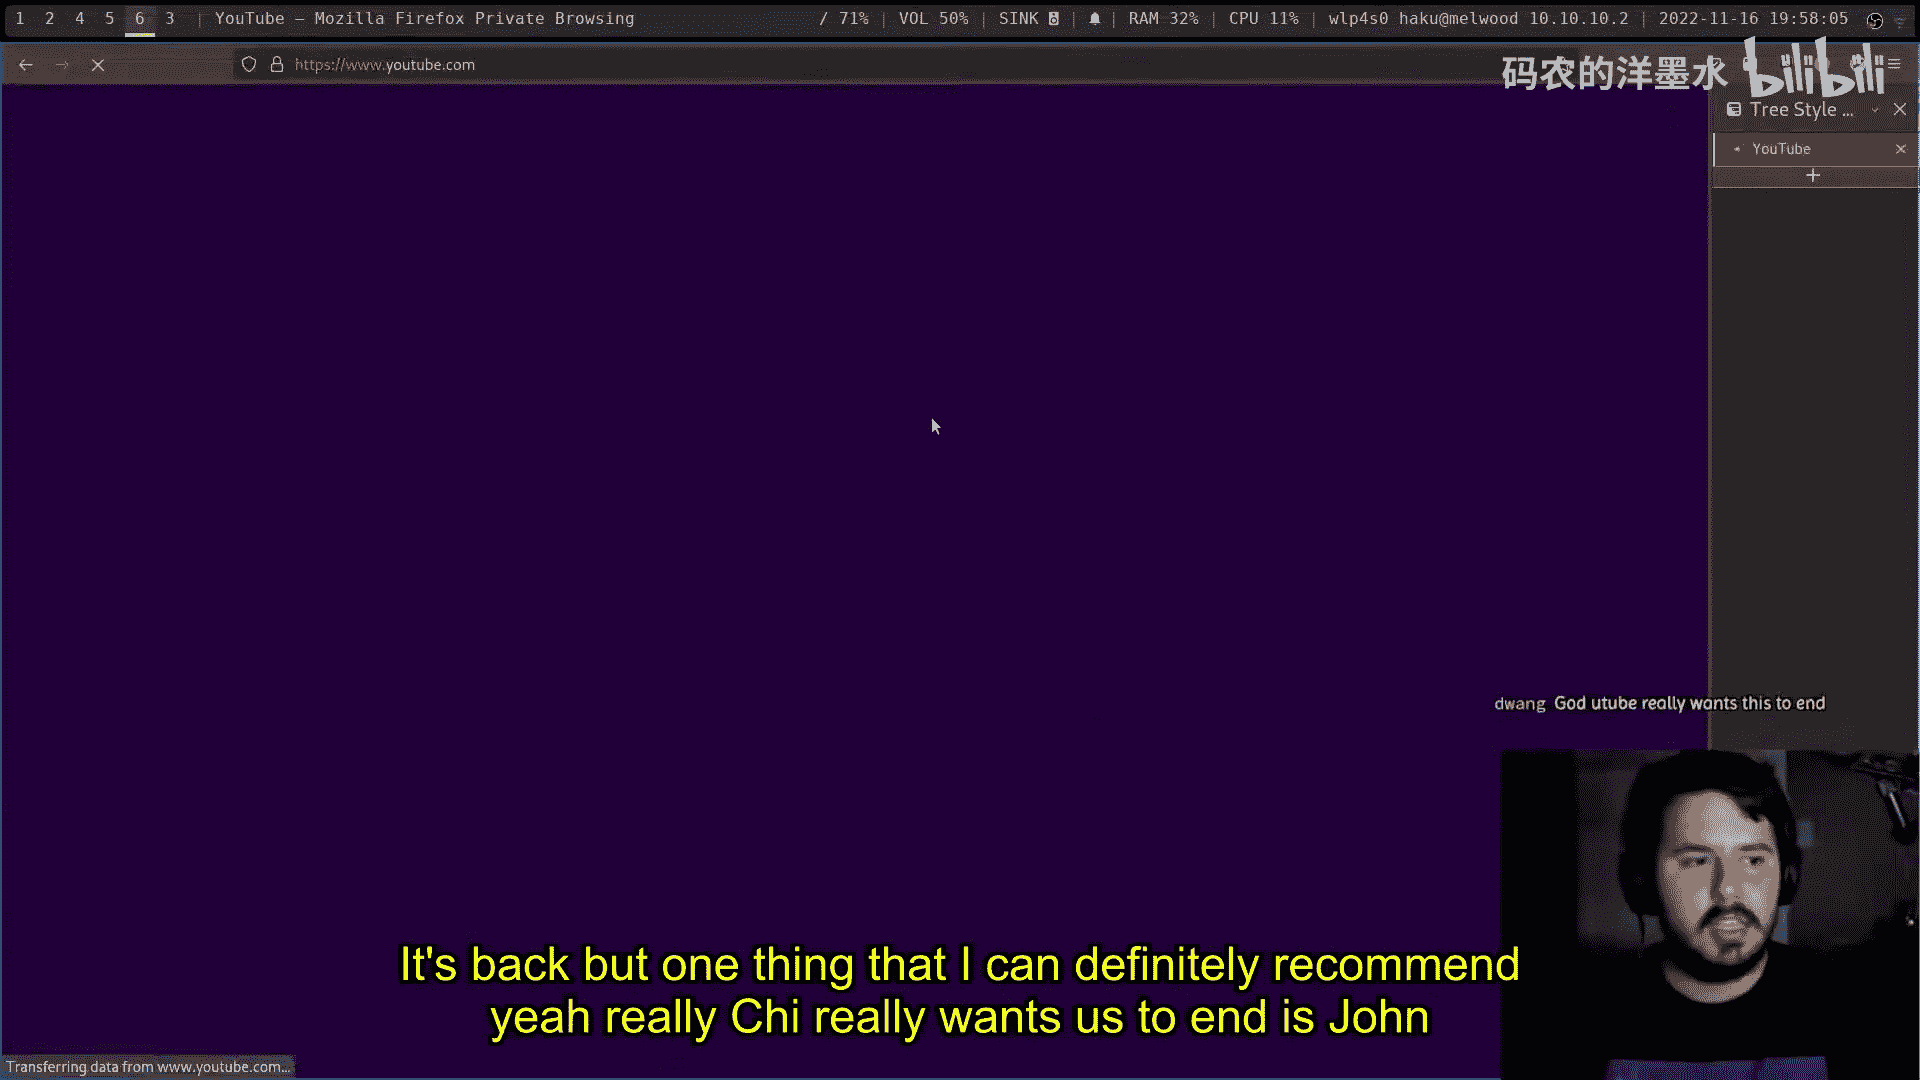 1 2 4 5 6 3 | YouTube — Mozilla Firefox Private Browsing / 71% | VOL 50% | SINK | | RAM 32% | CPU 11% | wlp4s0 haku@melwood 10.10.10.2 | 2022-11-16 19:58:05
https://www.youtube.com
码农的洋墨水 bilibili
Tree Style ...
YouTube
dwang God utube really wants this to end
It's back but one thing that I can definitely recommend
yeah really Chi really wants us to end is John
Transferring data from www.youtube.com...